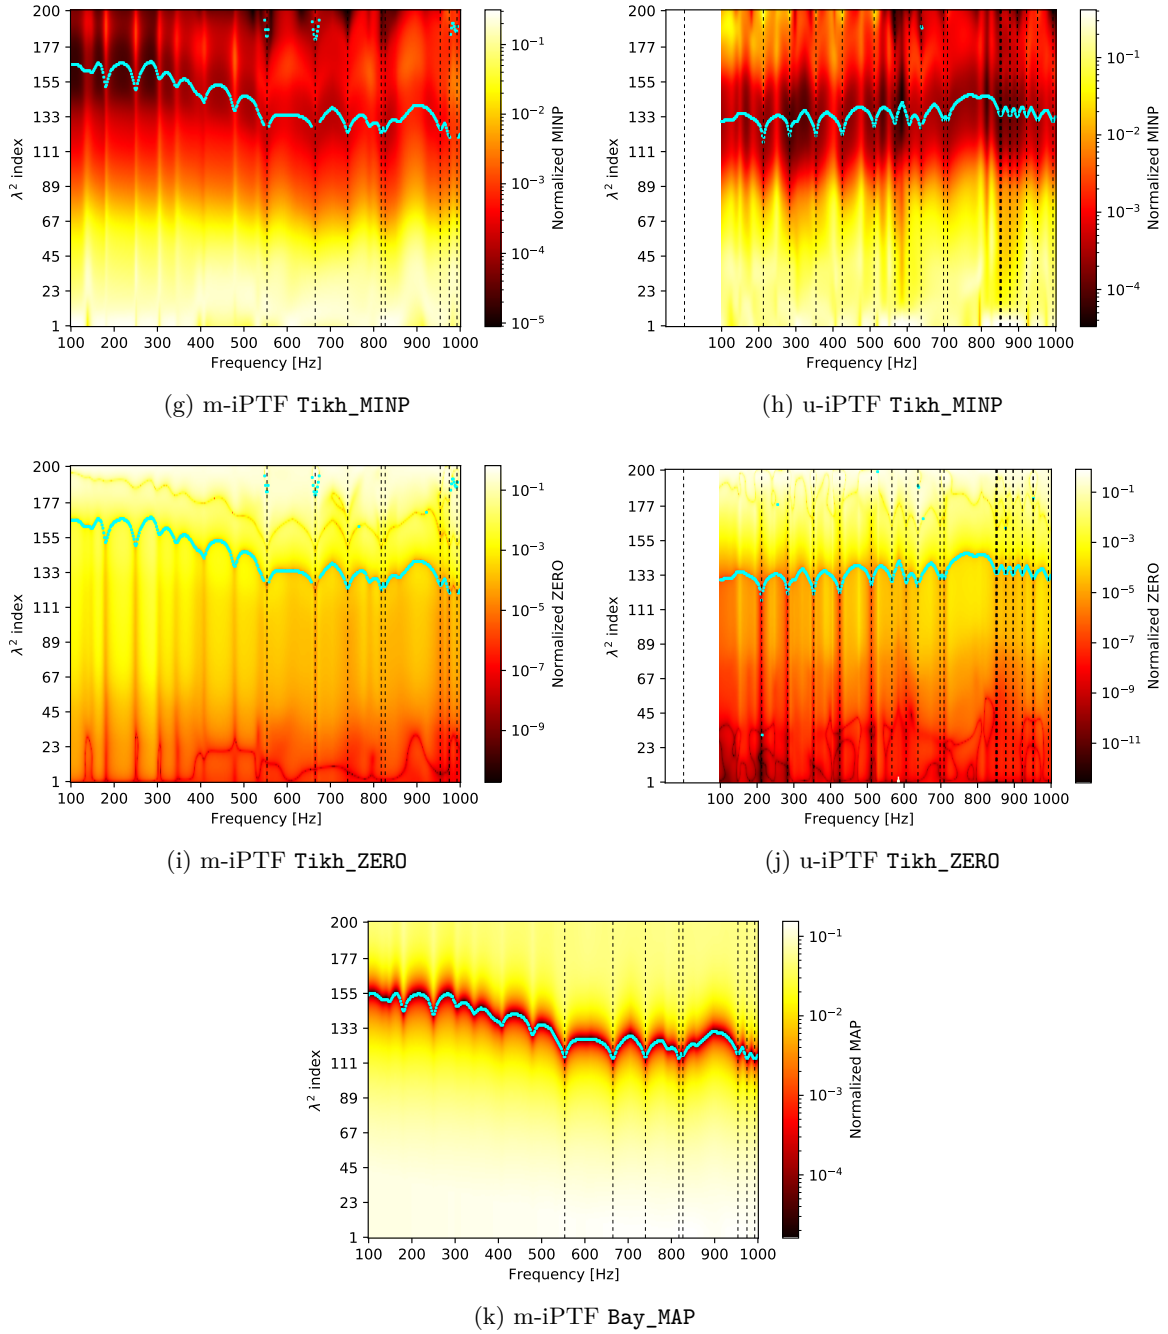 200
177
155
133
111
89
67
45
23
1
λ² index
100 200 300 400 500 600 700 800 900 1000
Frequency [Hz]
10⁻¹
10⁻²
10⁻³
10⁻⁴
10⁻⁵
Normalized MINP
(g) m-iPTF Tikh_MINP
200
177
155
133
111
89
67
45
23
1
λ² index
100 200 300 400 500 600 700 800 900 1000
Frequency [Hz]
10⁻¹
10⁻²
10⁻³
10⁻⁴
Normalized MINP
(h) u-iPTF Tikh_MINP
200
177
155
133
111
89
67
45
23
1
λ² index
100 200 300 400 500 600 700 800 900 1000
Frequency [Hz]
10⁻¹
10⁻³
10⁻⁵
10⁻⁷
10⁻⁹
Normalized ZERO
(i) m-iPTF Tikh_ZERO
200
177
155
133
111
89
67
45
23
1
λ² index
100 200 300 400 500 600 700 800 900 1000
Frequency [Hz]
10⁻¹
10⁻³
10⁻⁵
10⁻⁷
10⁻⁹
10⁻¹¹
Normalized ZERO
(j) u-iPTF Tikh_ZERO
200
177
155
133
111
89
67
45
23
1
λ² index
100 200 300 400 500 600 700 800 900 1000
Frequency [Hz]
10⁻¹
10⁻²
10⁻³
10⁻⁴
Normalized MAP
(k) m-iPTF Bay_MAP